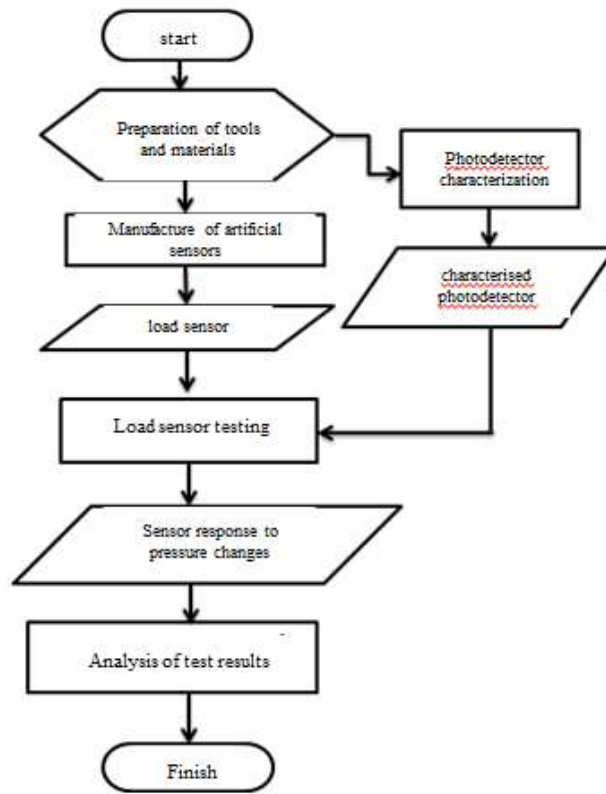 start
Preparation of tools
and materials
Photodetector
characterization
Manufacture of artificial
sensors
characterised
photodetector
load sensor
Load sensor testing
Sensor response to
pressure changes
Analysis of test results
Finish